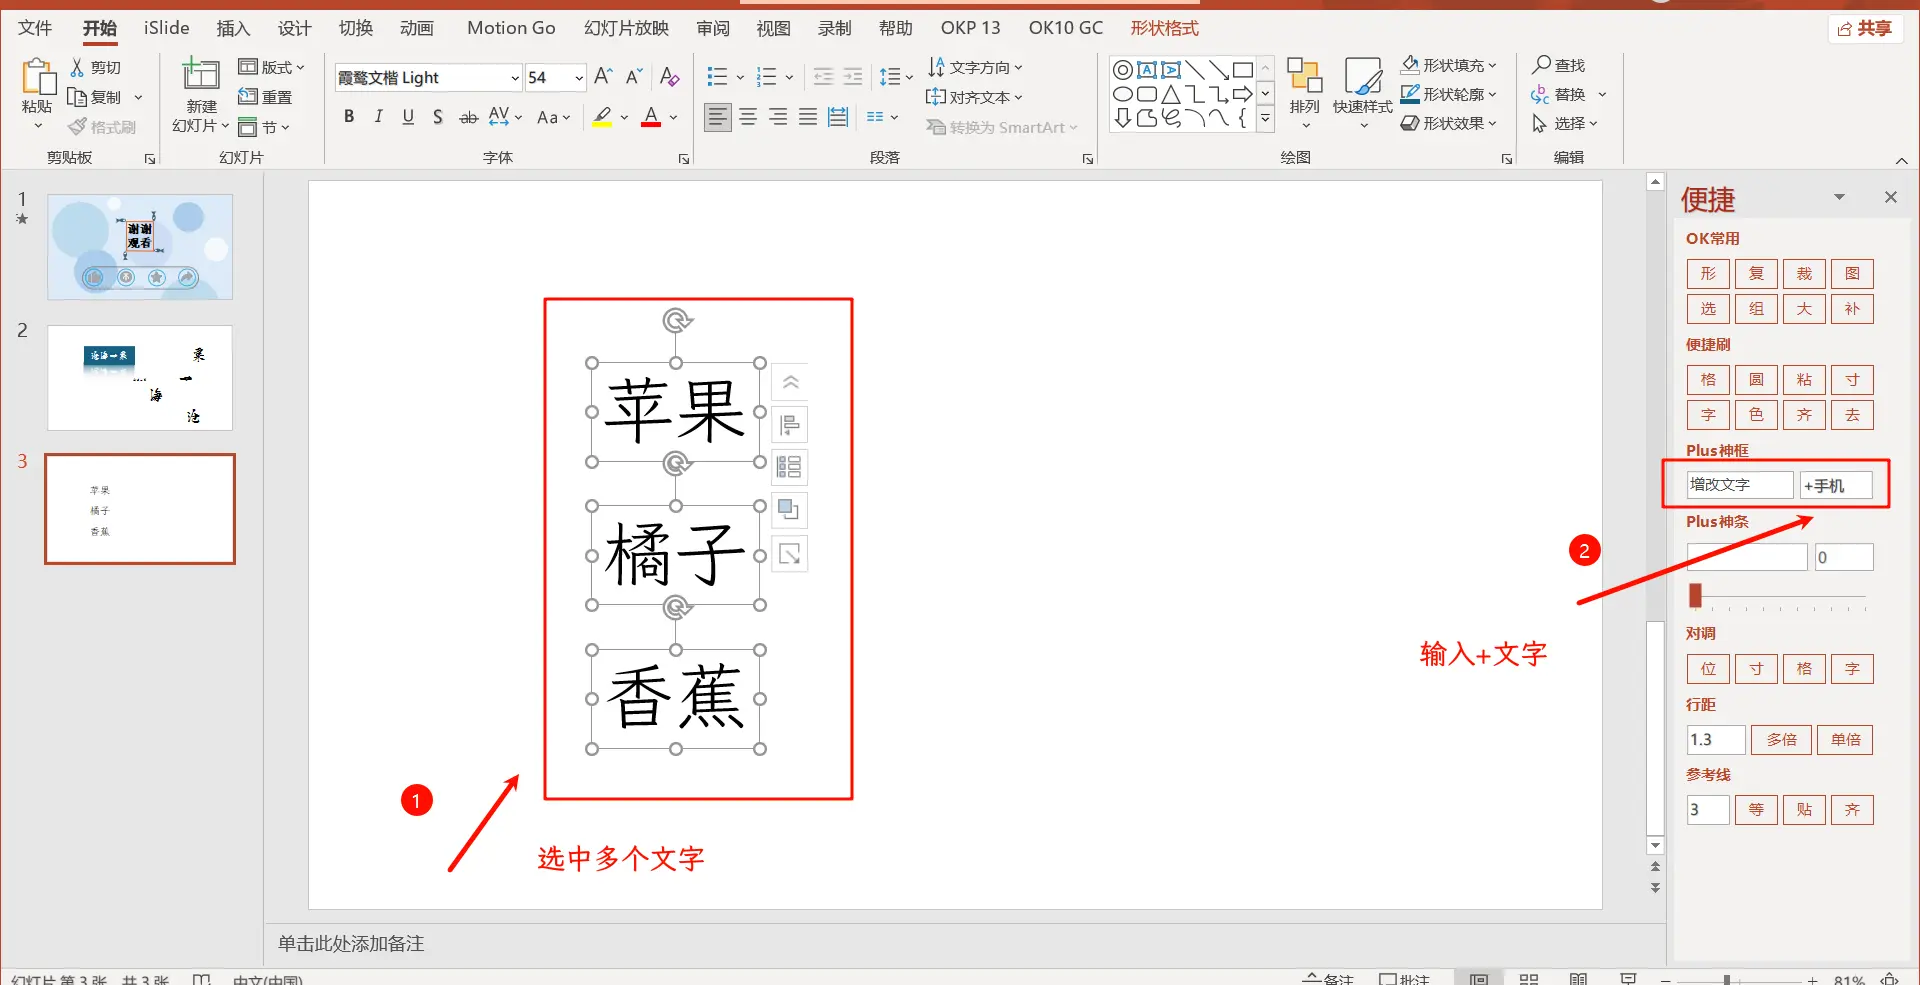 文件 开始 iSlide 插入 设计 切换 动画 Motion Go 幻灯片放映 审阅 视图 录制 帮助 OKP 13 OK10 GC 形状格式 共享
粘贴 剪切 复制 格式刷
剪贴板
新建 幻灯片 版式 重置 节
幻灯片
霞鹜文楷 Light 54
B I U S ab AV Aa A
字体
文字方向
对齐文本
转换为 SmartArt
段落
排列 快速样式
形状填充
形状轮廓
形状效果
绘图
查找
替换
选择
编辑
1
谢谢
观看
2
沧海一粟
粟
一
海
沧
3
苹果
橘子
香蕉
苹果
橘子
香蕉
1
选中多个文字
2
输入+文字
便捷
OK常用
形 复 裁 图
选 组 大 补
便捷刷
格 圆 粘 寸
字 色 齐 去
Plus神框
增改文字 +手机
Plus神条
0
对调
位 寸 格 字
行距
1.3 多倍 单倍
参考线
3 等 贴 齐
单击此处添加备注
幻灯片 第 3 张，共 3 张 中文(中国) 备注 批注 81%